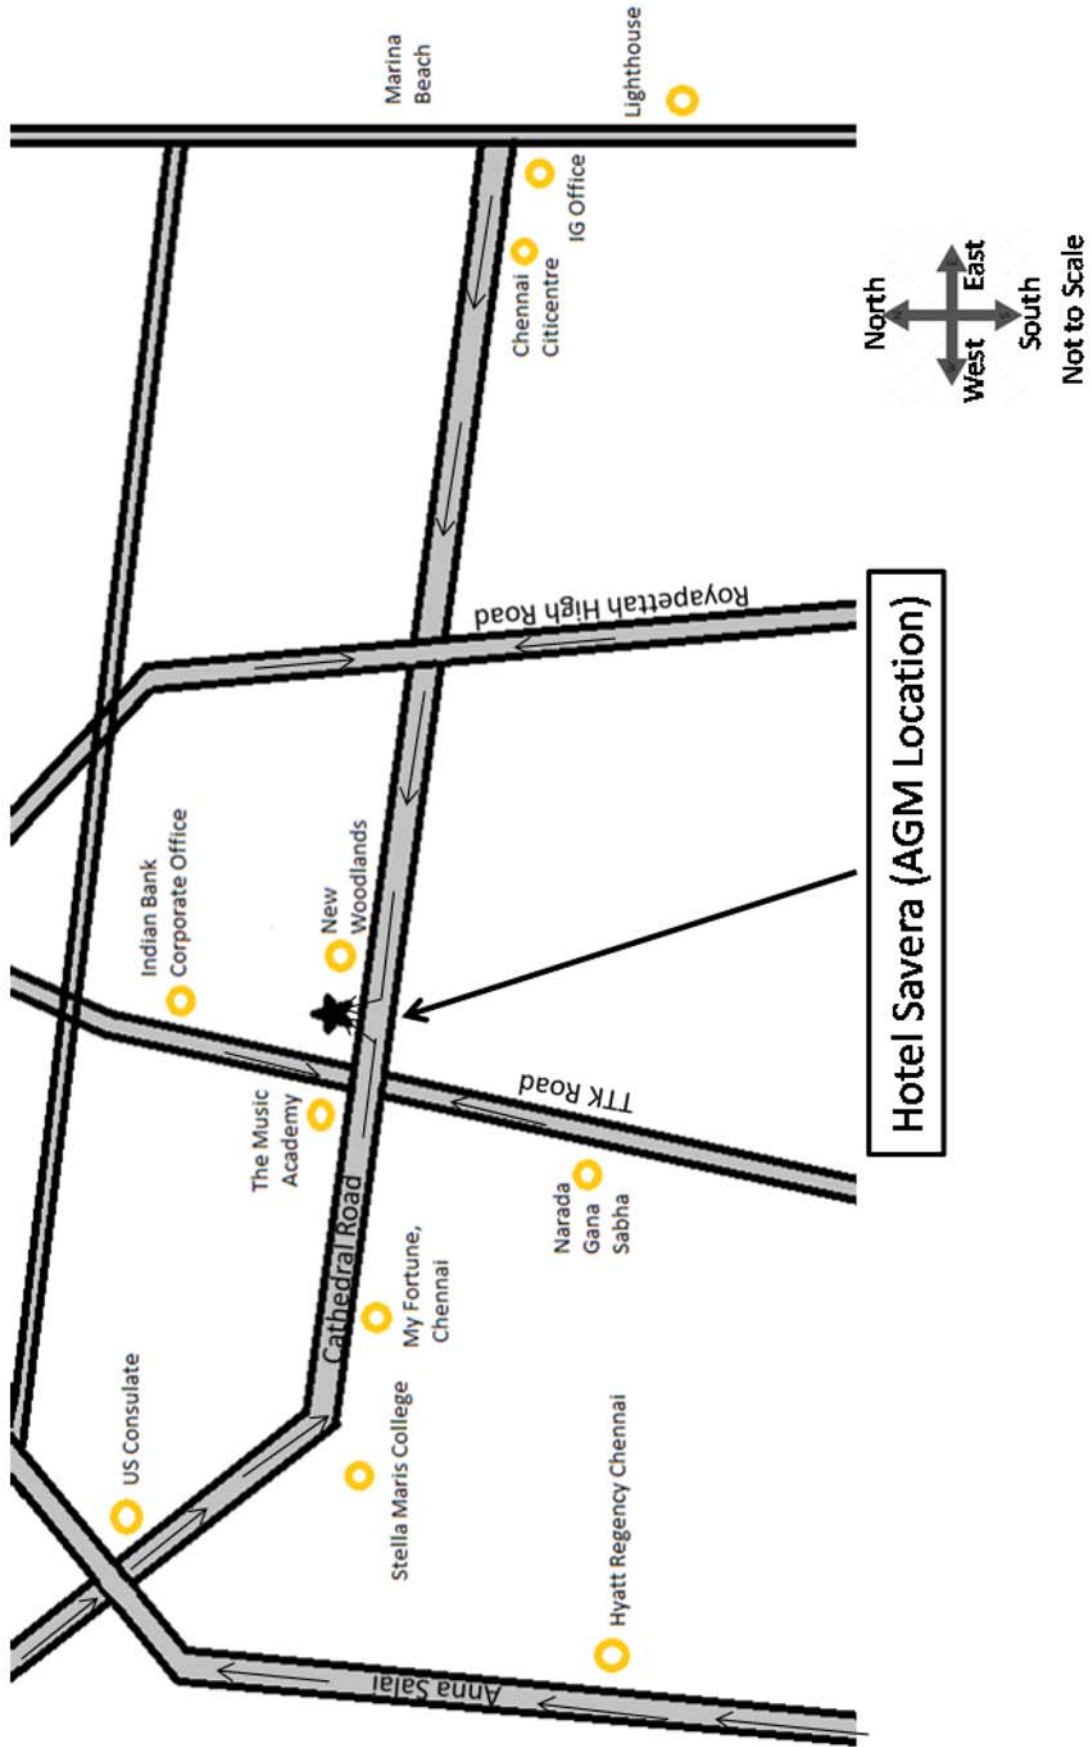 US Consulate
Indian Bank
Corporate Office
Marina
Beach
The Music
Academy
New
Woodlands
Cathedral Road
Royapettah High Road
My Fortune,
Chennai
Stella Maris College
Chennai
Citicentre
IG Office
Lighthouse
TTK Road
Narada
Gana
Sabha
Anna Salai
Hyatt Regency Chennai
Hotel Savera (AGM Location)
North
West
East
South
Not to Scale